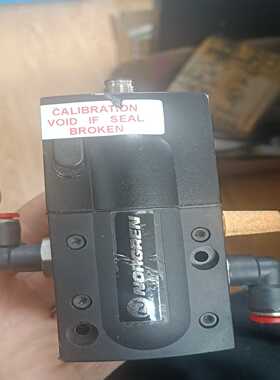 CALIBRATION
VOID IF SEAL
BROKEN
NORGREN